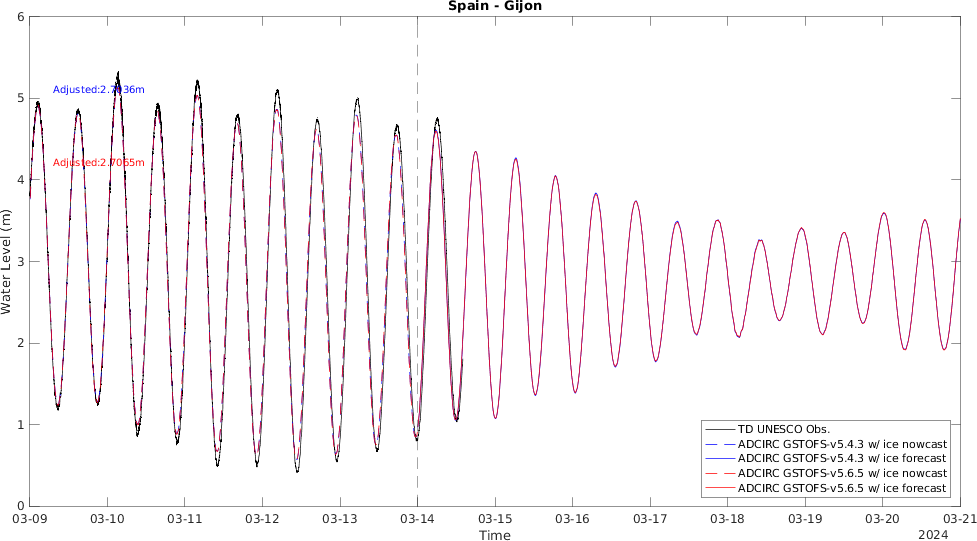 Spain - Gijon
6
5
4
3
2
1
0
Water Level (m)
Adjusted:2.7036m
Adjusted:2.7065m
TD UNESCO Obs.
ADCIRC GSTOFS-v5.4.3 w/ ice nowcast
ADCIRC GSTOFS-v5.4.3 w/ ice forecast
ADCIRC GSTOFS-v5.6.5 w/ ice nowcast
ADCIRC GSTOFS-v5.6.5 w/ ice forecast
03-09 03-10 03-11 03-12 03-13 03-14 03-15 03-16 03-17 03-18 03-19 03-20 03-21
Time
2024